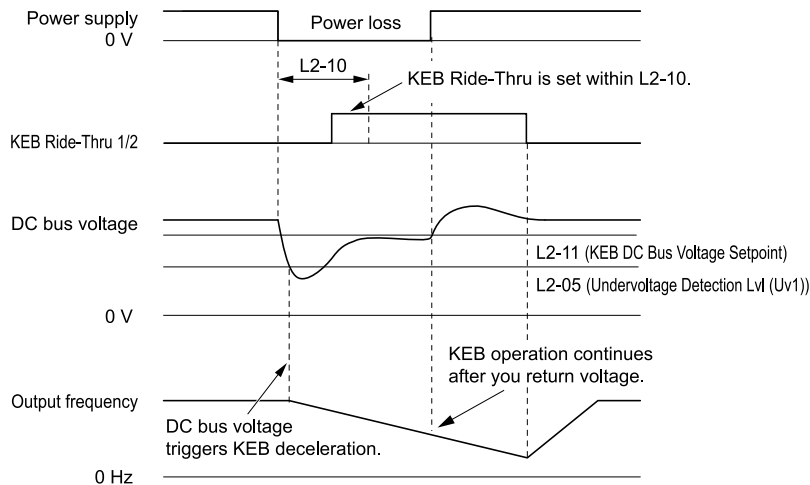 Power supply
0 V
Power loss
L2-10
KEB Ride-Thru is set within L2-10.
KEB Ride-Thru 1/2
DC bus voltage
L2-11 (KEB DC Bus Voltage Setpoint)
L2-05 (Undervoltage Detection Lvl (Uv1))
0 V
KEB operation continues
after you return voltage.
Output frequency
DC bus voltage
triggers KEB deceleration.
0 Hz